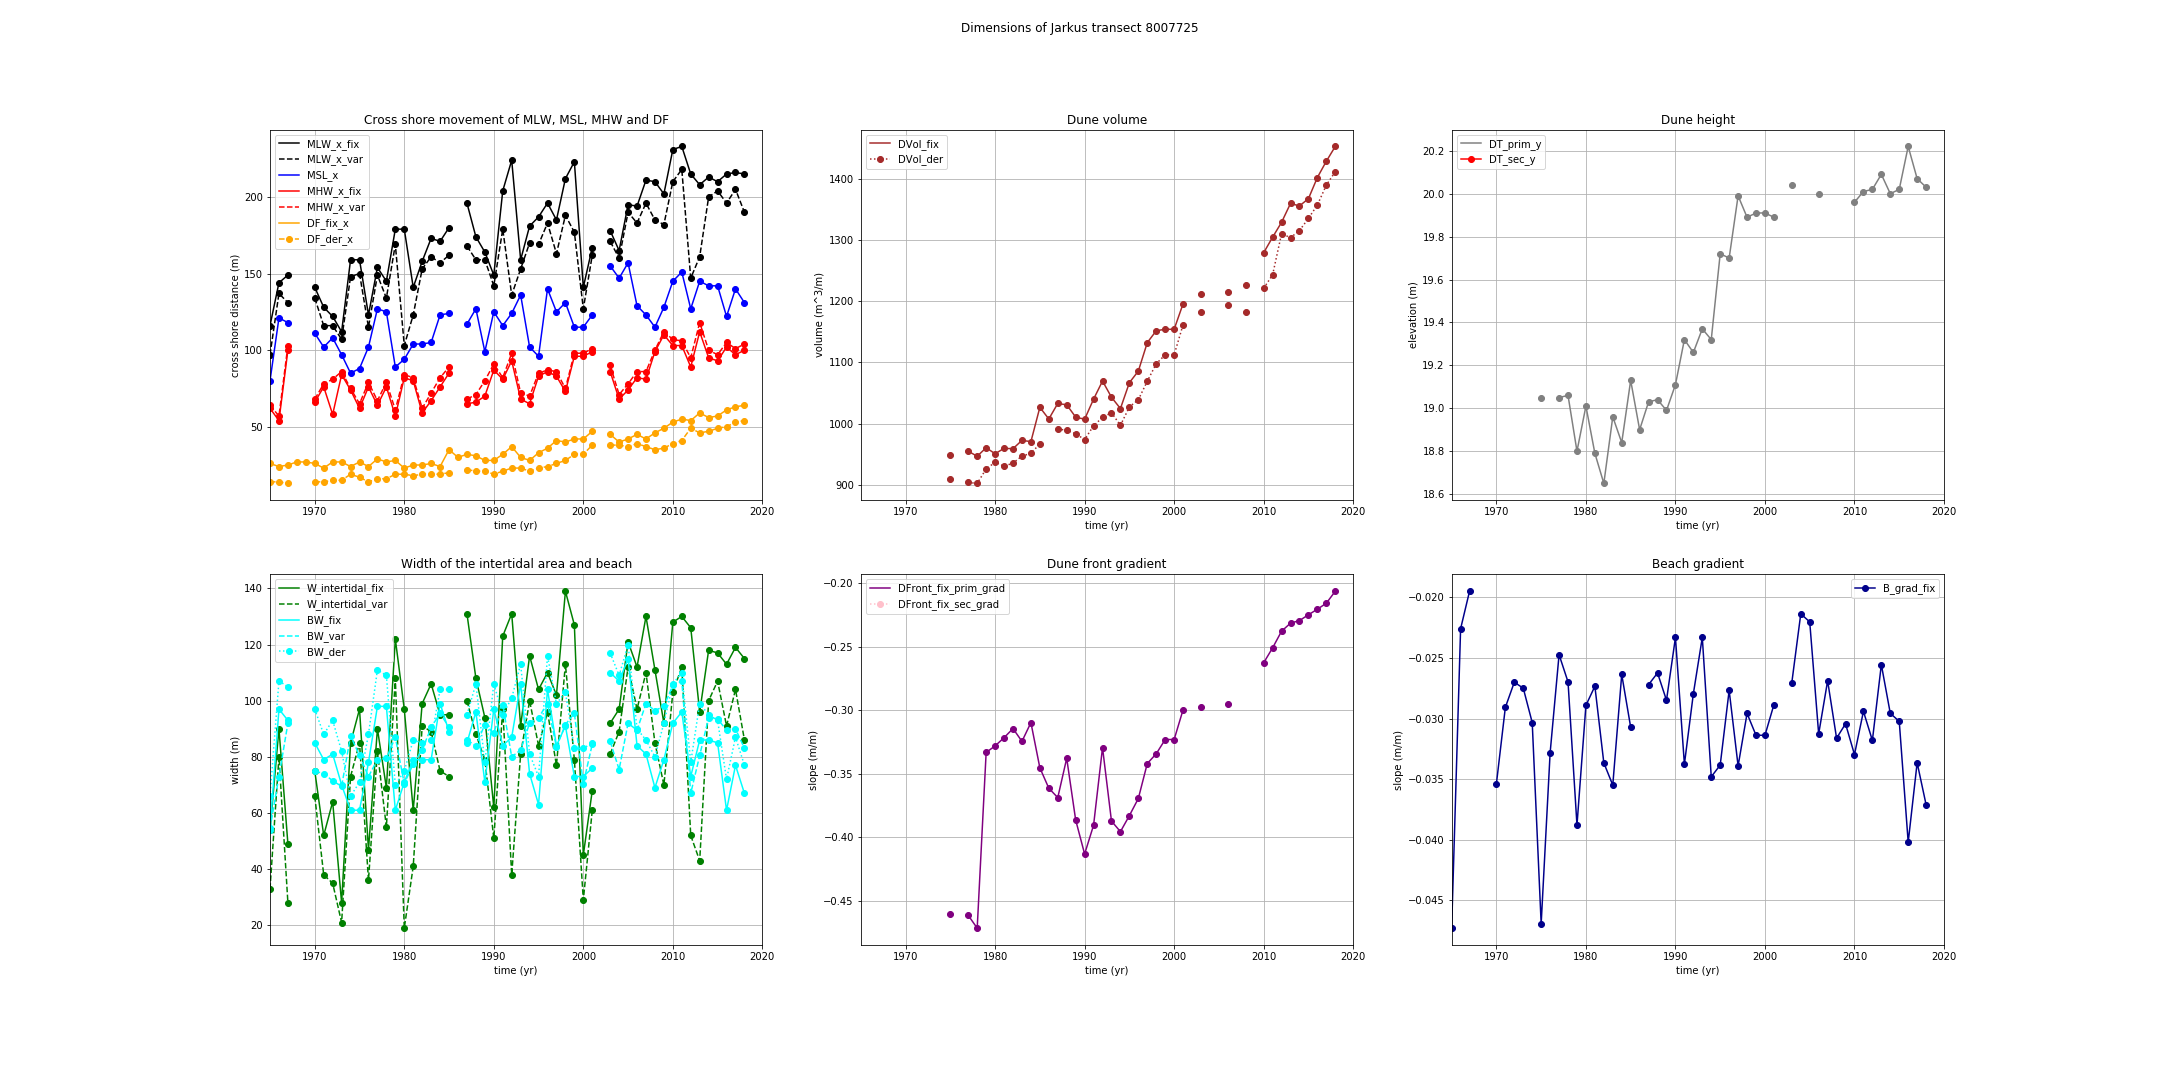 Dimensions of Jarkus transect 8007725
Cross shore movement of MLW, MSL, MHW and DF
MLW_x_fix
MLW_x_var
MSL_x
MHW_x_fix
MHW_x_var
DF_fix_x
DF_der_x
cross shore distance (m)
200
150
100
50
1970 1980 1990 2000 2010 2020
time (yr)
Dune volume
DVol_fix
DVol_der
volume (m^3/m)
1400
1300
1200
1100
1000
900
1970 1980 1990 2000 2010 2020
time (yr)
Dune height
DT_prim_y
DT_sec_y
elevation (m)
20.2
20.0
19.8
19.6
19.4
19.2
19.0
18.8
18.6
1970 1980 1990 2000 2010 2020
time (yr)
Width of the intertidal area and beach
W_intertidal_fix
W_intertidal_var
BW_fix
BW_var
BW_der
width (m)
140
120
100
80
60
40
20
1970 1980 1990 2000 2010 2020
time (yr)
Dune front gradient
DFront_fix_prim_grad
DFront_fix_sec_grad
slope (m/m)
−0.20
−0.25
−0.30
−0.35
−0.40
−0.45
1970 1980 1990 2000 2010 2020
time (yr)
Beach gradient
B_grad_fix
slope (m/m)
−0.020
−0.025
−0.030
−0.035
−0.040
−0.045
1970 1980 1990 2000 2010 2020
time (yr)